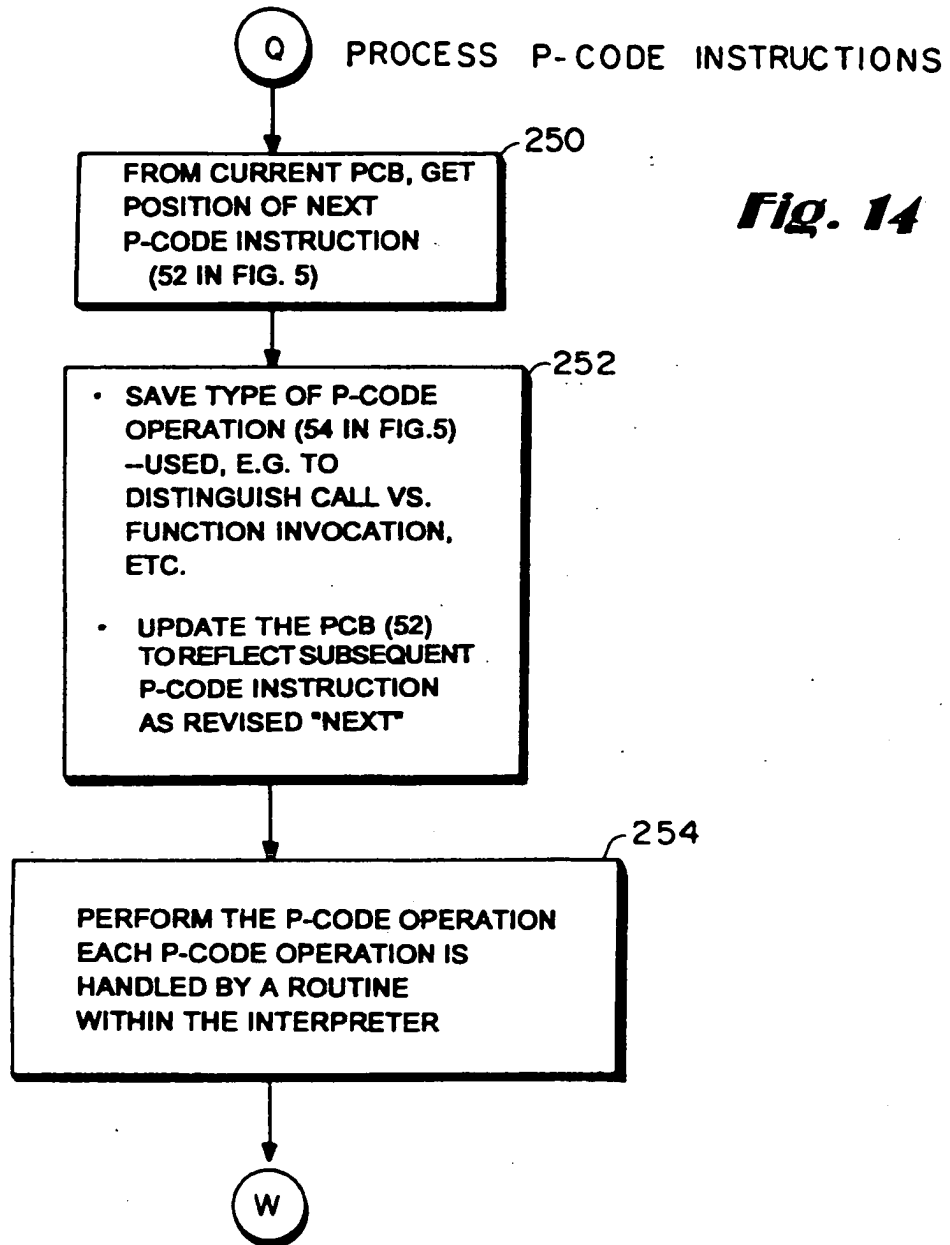 Q PROCESS P-CODE INSTRUCTIONS
250
FROM CURRENT PCB, GET
POSITION OF NEXT
P-CODE INSTRUCTION
(52 IN FIG. 5)
Fig. 14
252
• SAVE TYPE OF P-CODE
OPERATION (54 IN FIG.5)
--USED, E.G. TO
DISTINGUISH CALL VS.
FUNCTION INVOCATION,
ETC.
• UPDATE THE PCB (52)
TO REFLECT SUBSEQUENT
P-CODE INSTRUCTION
AS REVISED "NEXT"
254
PERFORM THE P-CODE OPERATION
EACH P-CODE OPERATION IS
HANDLED BY A ROUTINE
WITHIN THE INTERPRETER
W